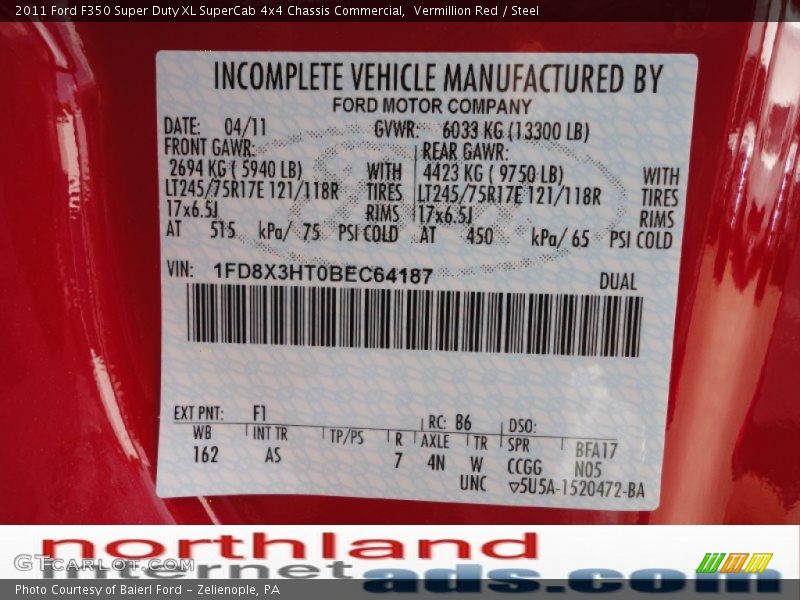 2011 Ford F350 Super Duty XL SuperCab 4x4 Chassis Commercial, Vermillion Red / Steel
INCOMPLETE VEHICLE MANUFACTURED BY
FORD MOTOR COMPANY
DATE: 04/11 GVWR: 6033 KG (13300 LB)
FRONT GAWR: REAR GAWR:
2694 KG ( 5940 LB) WITH 4423 KG ( 9750 LB) WITH
LT245/75R17E 121/118R TIRES LT245/75R17E 121/118R TIRES
17x6.5J RIMS 17x6.5J RIMS
AT 515 kPa/ 75 PSI COLD AT 450 kPa/ 65 PSI COLD
VIN: 1FD8X3HT0BEC64187 DUAL
EXT PNT: F1 RC: 86 DSO:
WB INT TR TP/PS R AXLE TR SPR BFA17
162 AS 7 4N W CCGG N05
UNC ▽5U5A-1520472-BA
northland
GTCarLot.com
internet ads.com
Photo Courtesy of Baierl Ford - Zelienople, PA